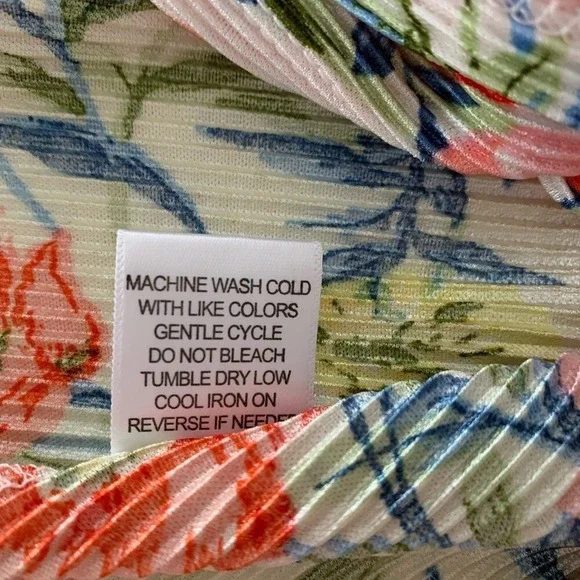 MACHINE WASH COLD
WITH LIKE COLORS
GENTLE CYCLE
DO NOT BLEACH
TUMBLE DRY LOW
COOL IRON ON
REVERSE IF NEEDED